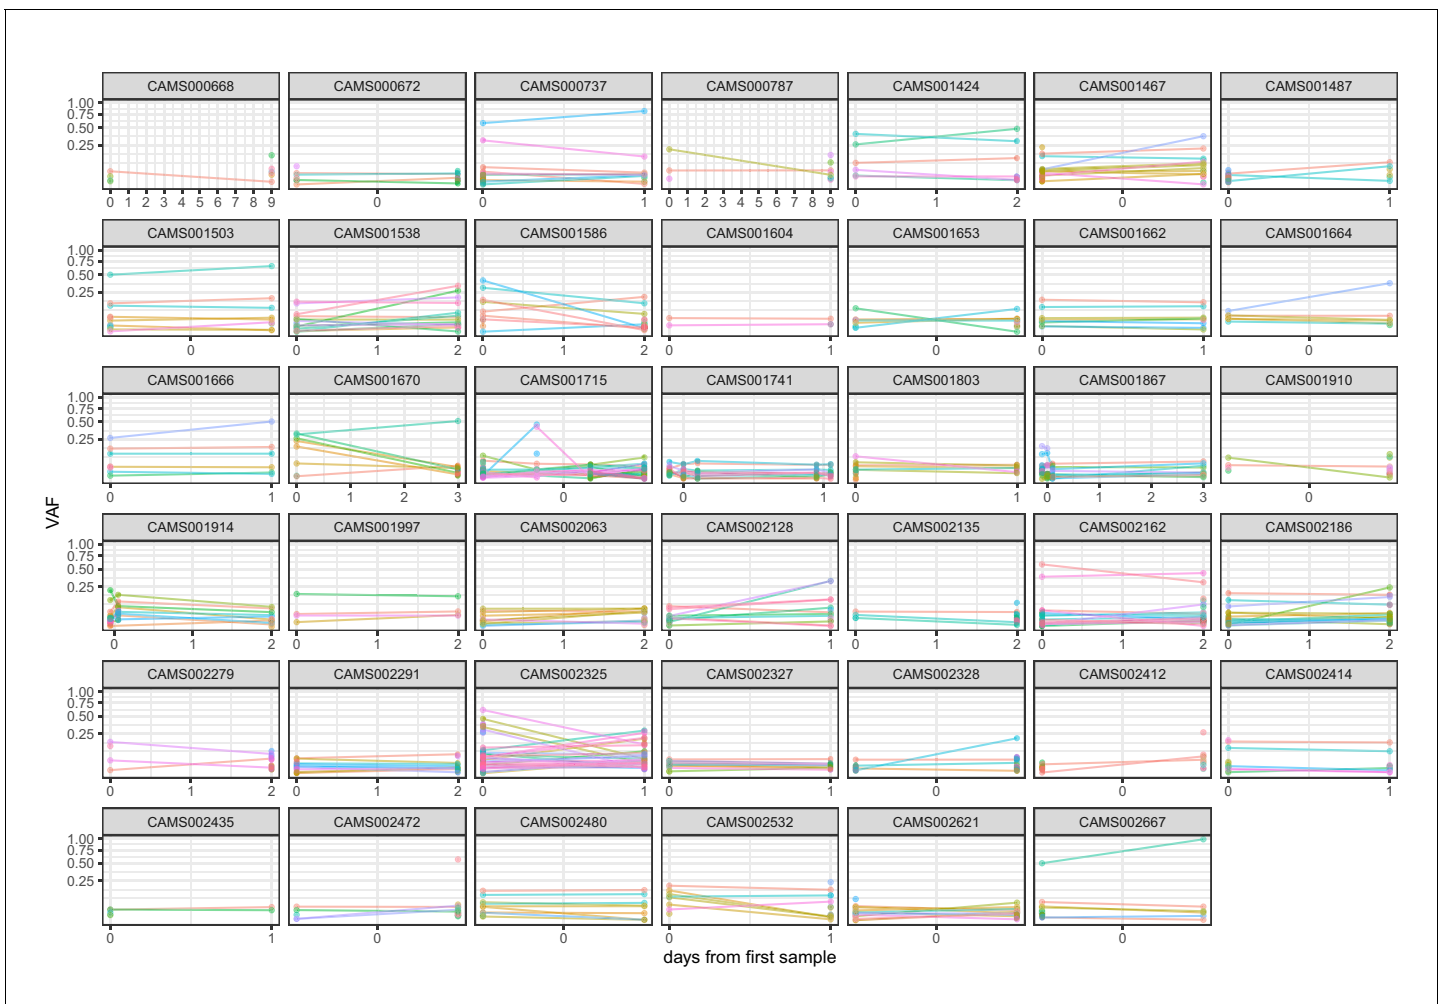 CAMS000668 CAMS000672 CAMS000737 CAMS000787 CAMS001424 CAMS001467 CAMS001487
1.00
0.75
0.50
0.25
0 1 2 3 4 5 6 7 8 9 0 0 1 0 1 2 3 4 5 6 7 8 9 0 1 2 0 1 0
CAMS001503 CAMS001538 CAMS001586 CAMS001604 CAMS001653 CAMS001662 CAMS001664
1.00
0.75
0.50
0.25
0 0 1 2 0 1 2 0 1 0 0 1 0
CAMS001666 CAMS001670 CAMS001715 CAMS001741 CAMS001803 CAMS001867 CAMS001910
1.00
0.75
0.50
0.25
0 1 0 1 2 3 0 0 1 0 1 0 1 2 3 0
VAF
CAMS001914 CAMS001997 CAMS002063 CAMS002128 CAMS002135 CAMS002162 CAMS002186
1.00
0.75
0.50
0.25
0 1 2 0 1 2 0 1 2 0 1 0 1 2 0 1 2 0 1 2
CAMS002279 CAMS002291 CAMS002325 CAMS002327 CAMS002328 CAMS002412 CAMS002414
1.00
0.75
0.50
0.25
0 1 2 0 1 2 0 1 0 1 2 0 0 0 1
CAMS002435 CAMS002472 CAMS002480 CAMS002532 CAMS002621 CAMS002667
1.00
0.75
0.50
0.25
0 1 0 0 0 1 0 0
days from first sample